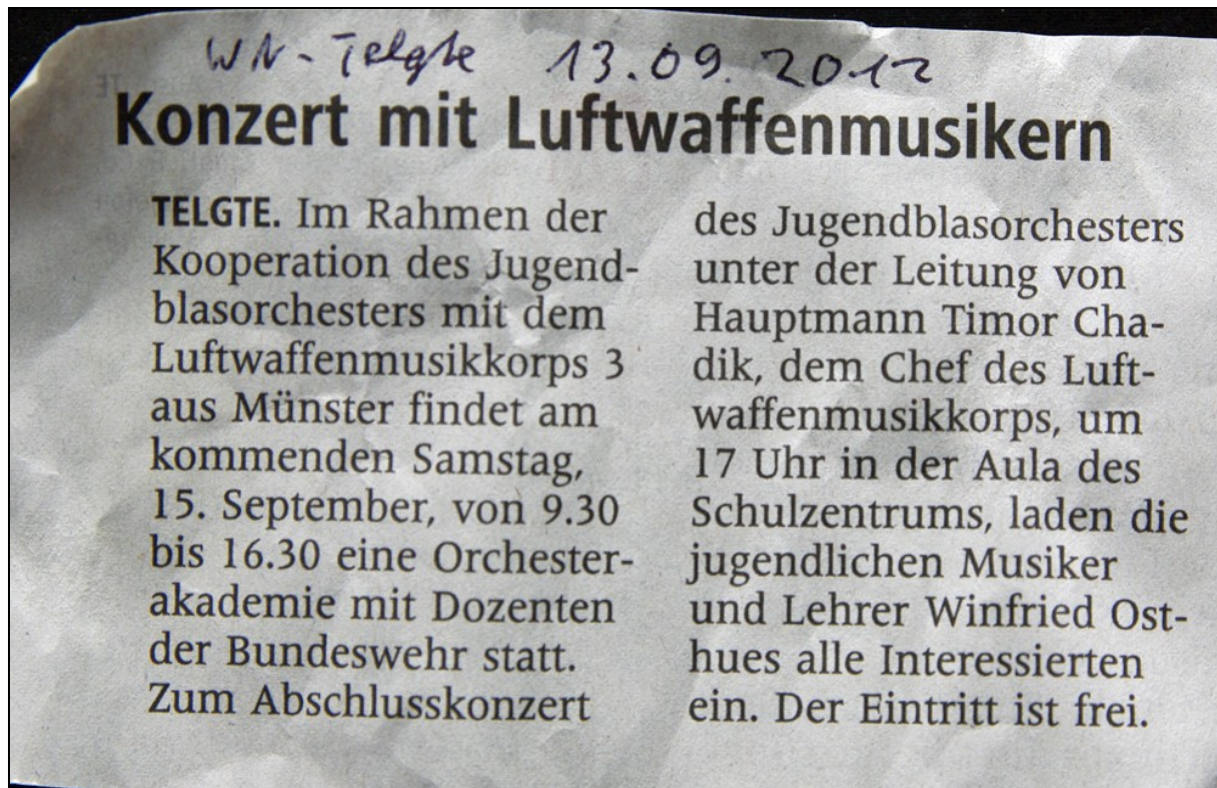 WN-Telgte 13.09.2012
Konzert mit Luftwaffenmusikern
TELGTE. Im Rahmen der
Kooperation des Jugend-
blasorchesters mit dem
Luftwaffenmusikkorps 3
aus Münster findet am
kommenden Samstag,
15. September, von 9.30
bis 16.30 eine Orchester-
akademie mit Dozenten
der Bundeswehr statt.
Zum Abschlusskonzert
des Jugendblasorchesters
unter der Leitung von
Hauptmann Timor Cha-
dik, dem Chef des Luft-
waffenmusikkorps, um
17 Uhr in der Aula des
Schulzentrums, laden die
jugendlichen Musiker
und Lehrer Winfried Ost-
hues alle Interessierten
ein. Der Eintritt ist frei.